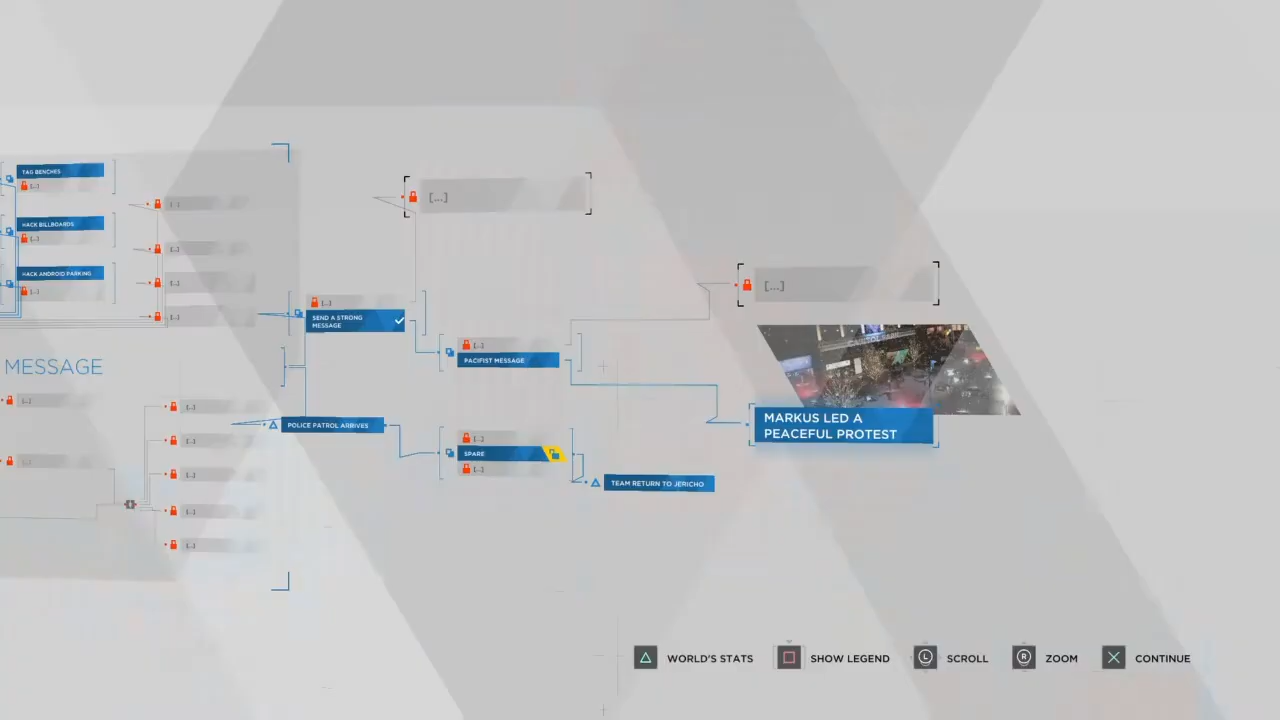 TAG BENCHES
[...]
HACK BILLBOARDS
[...]
HACK ANDROID PARKING
[...]
[...]
[...]
[...]
[...]
[...]
[...]
SEND A STRONG
MESSAGE
[...]
PACIFIST MESSAGE
[...]
MARKUS LED A
PEACEFUL PROTEST
MESSAGE
[...]
[...]
[...]
[...]
[...]
[...]
[...]
POLICE PATROL ARRIVES
[...]
SPARE
[...]
TEAM RETURN TO JERICHO
WORLD'S STATS
SHOW LEGEND
L
SCROLL
R
ZOOM
CONTINUE